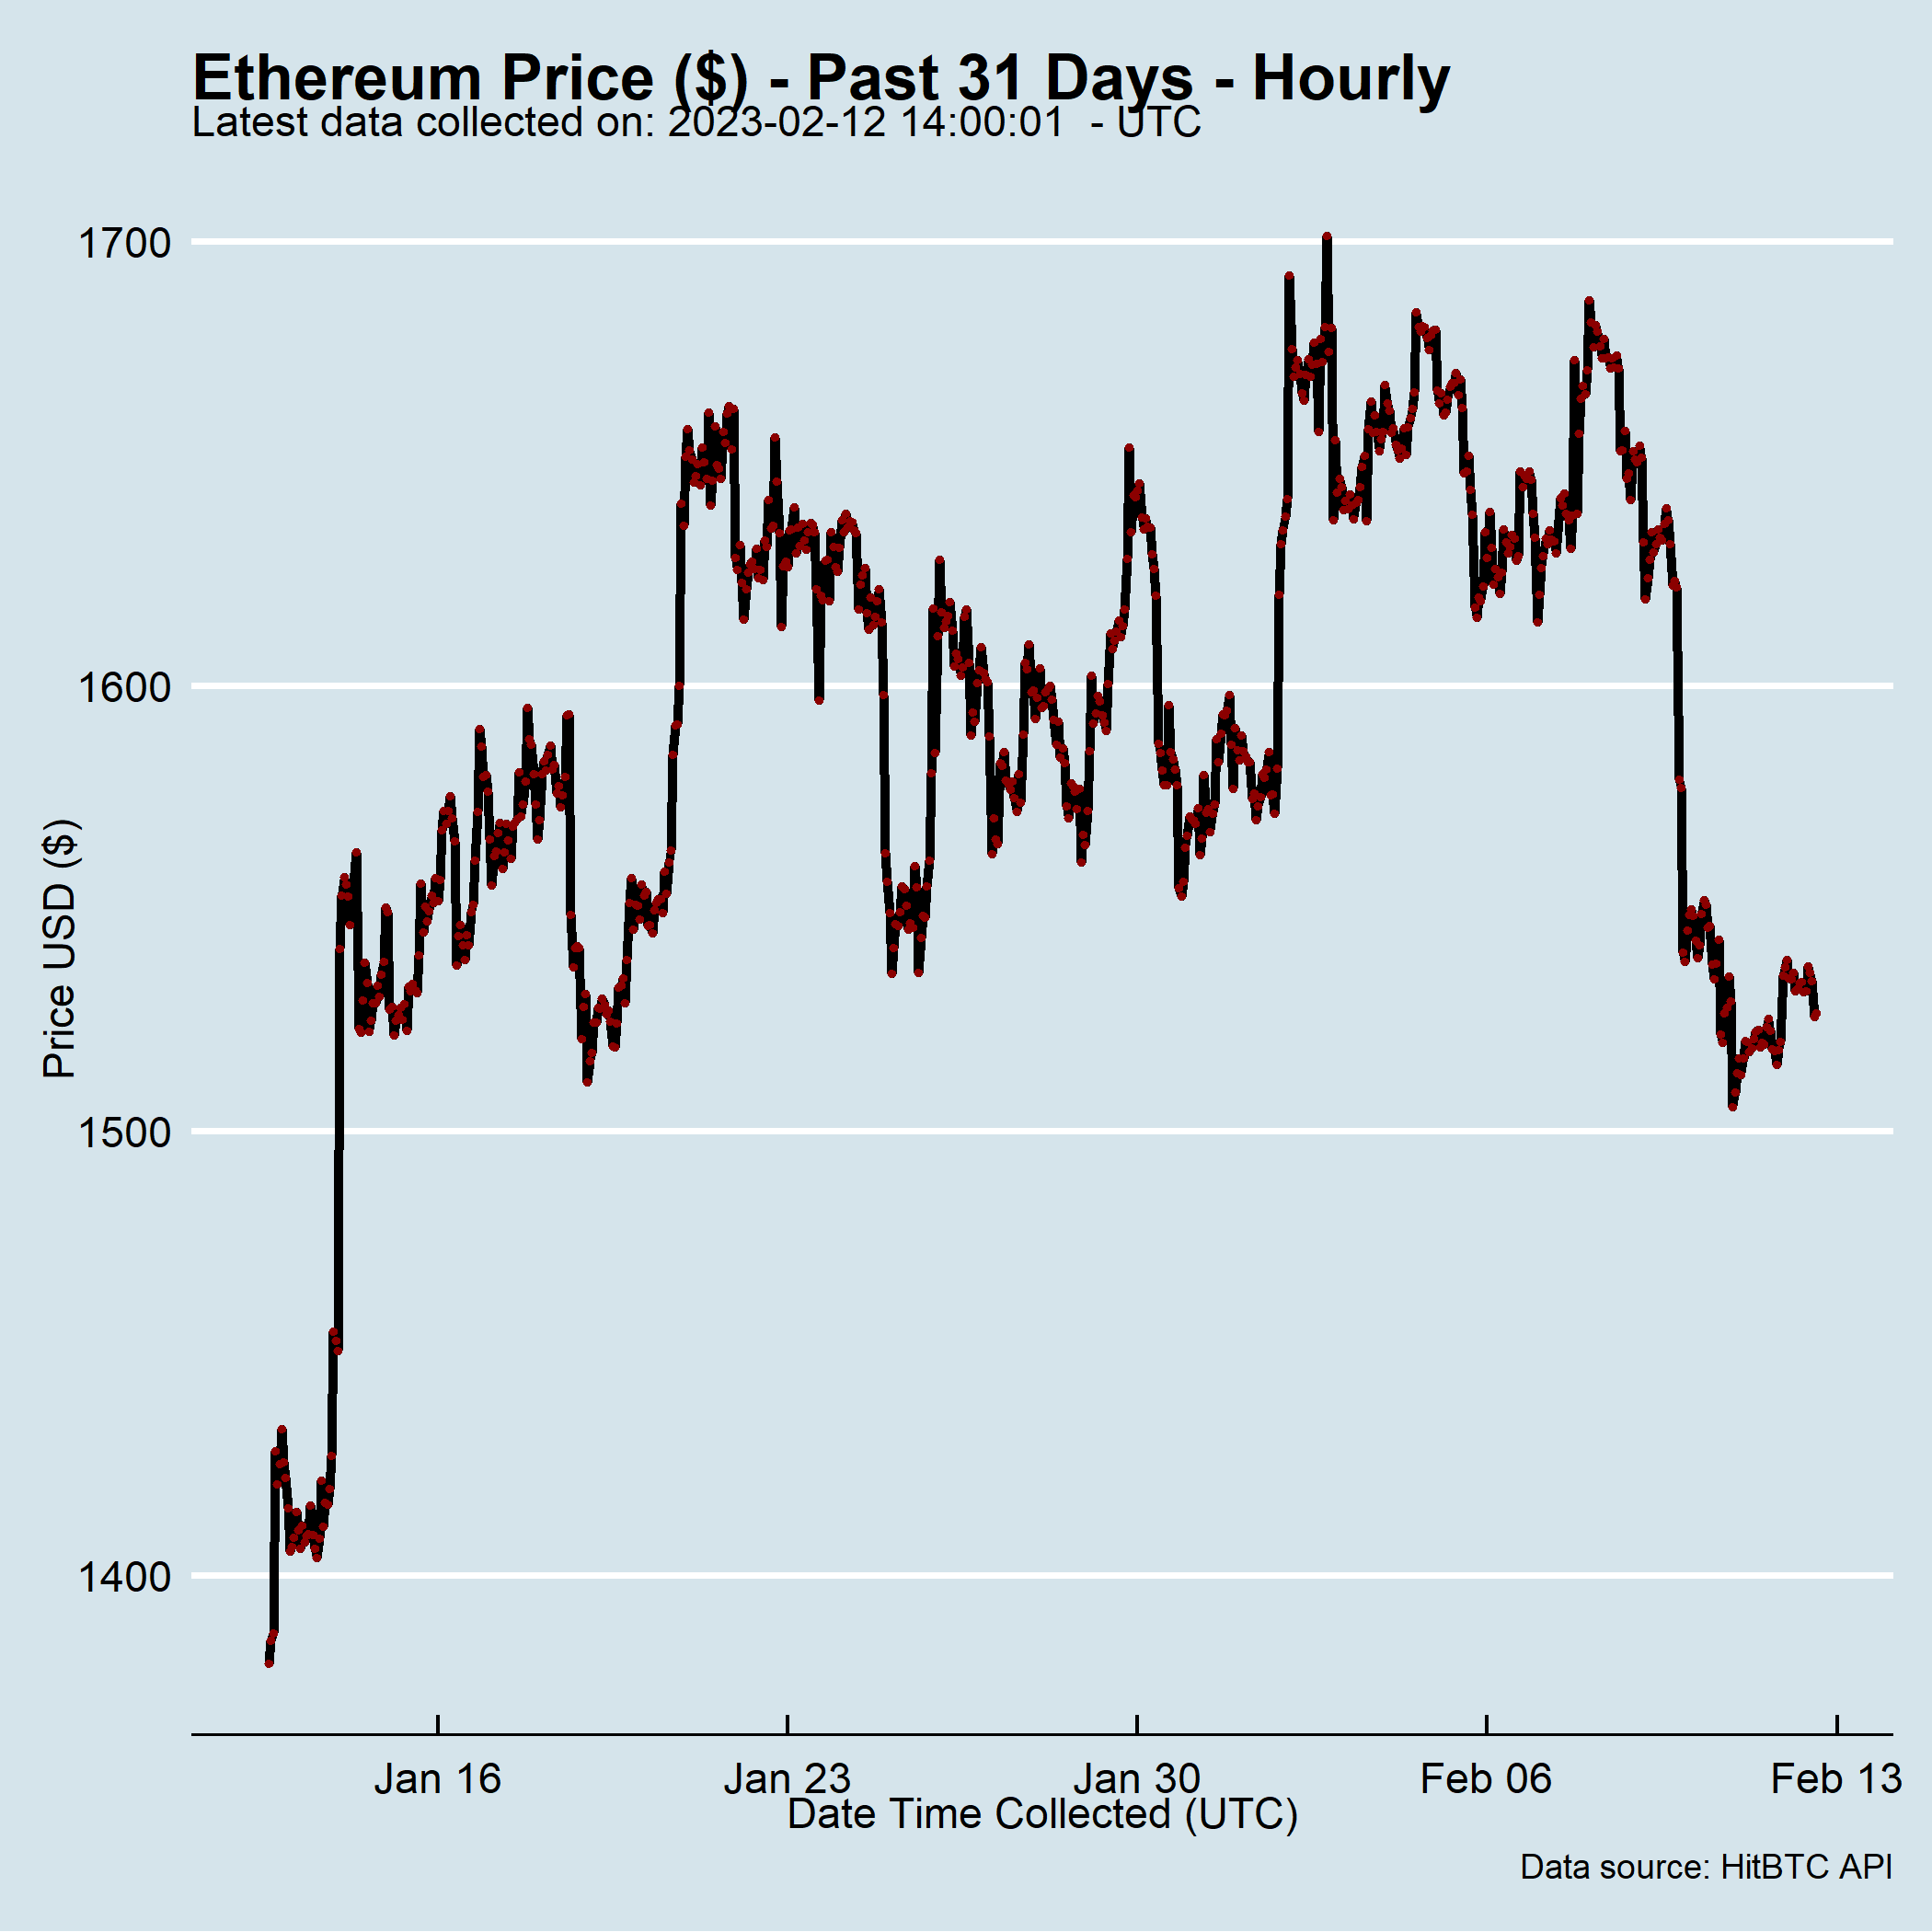 Ethereum Price ($) - Past 31 Days - Hourly
Latest data collected on: 2023-02-12 14:00:01  - UTC
1700
1600
1500
1400
Price USD ($)
Jan 16 Jan 23 Jan 30 Feb 06 Feb 13
Date Time Collected (UTC)
Data source: HitBTC API